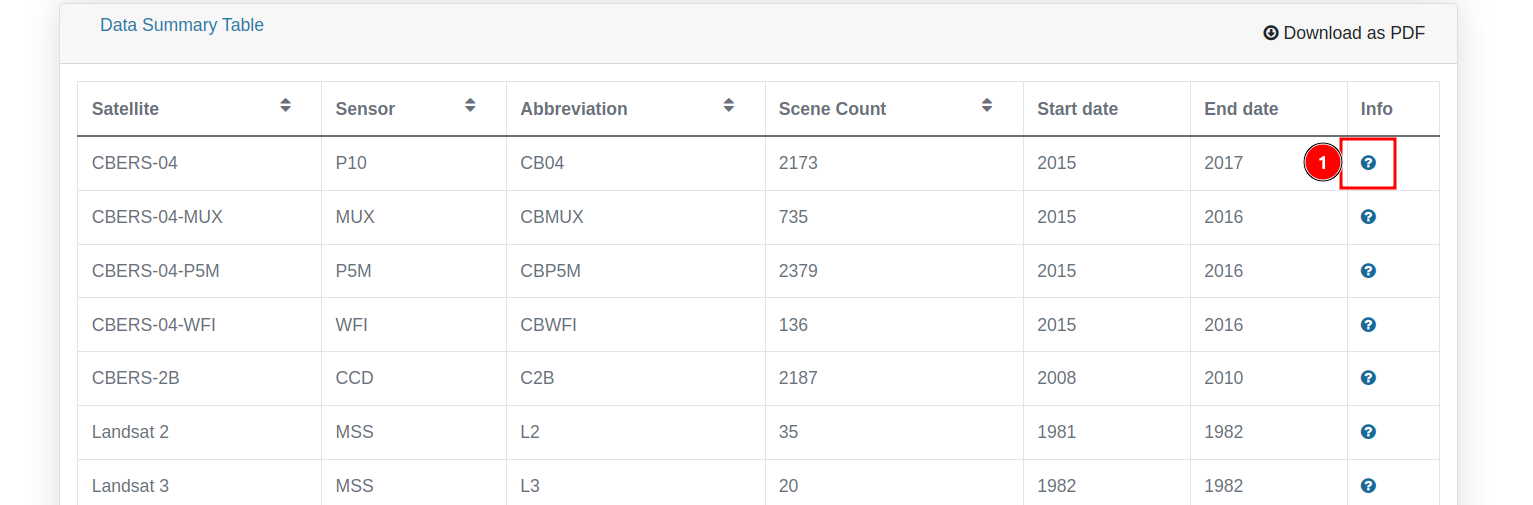 Data Summary Table
Download as PDF
Satellite Sensor Abbreviation Scene Count Start date End date Info
CBERS-04 P10 CB04 2173 2015 2017 1 ?
CBERS-04-MUX MUX CBMUX 735 2015 2016 ?
CBERS-04-P5M P5M CBP5M 2379 2015 2016 ?
CBERS-04-WFI WFI CBWFI 136 2015 2016 ?
CBERS-2B CCD C2B 2187 2008 2010 ?
Landsat 2 MSS L2 35 1981 1982 ?
Landsat 3 MSS L3 20 1982 1982 ?